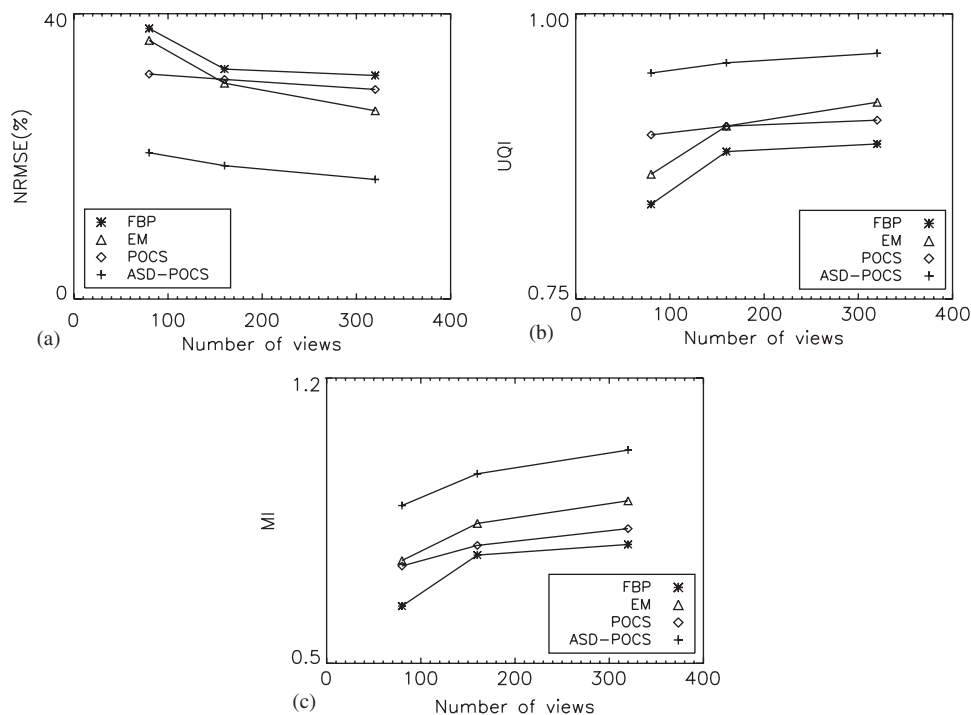 40
NRMSE(%)
FBP
EM
POCS
ASD-POCS
0
0 100 200 300 400
(a)
Number of views
1.00
UQI
FBP
EM
POCS
ASD-POCS
0.75
0 100 200 300 400
(b)
Number of views
1.2
MI
FBP
EM
POCS
ASD-POCS
0.5
0 100 200 300 400
(c)
Number of views